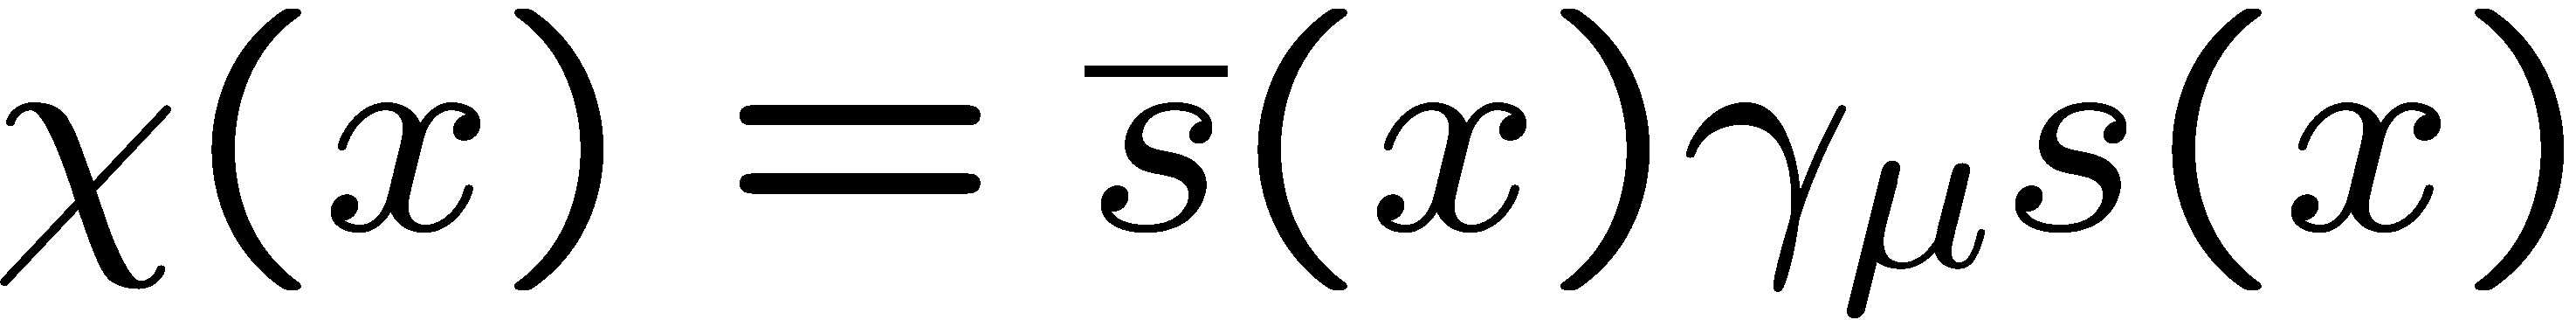 χ(x) = s̅(x)γ_μ s(x)